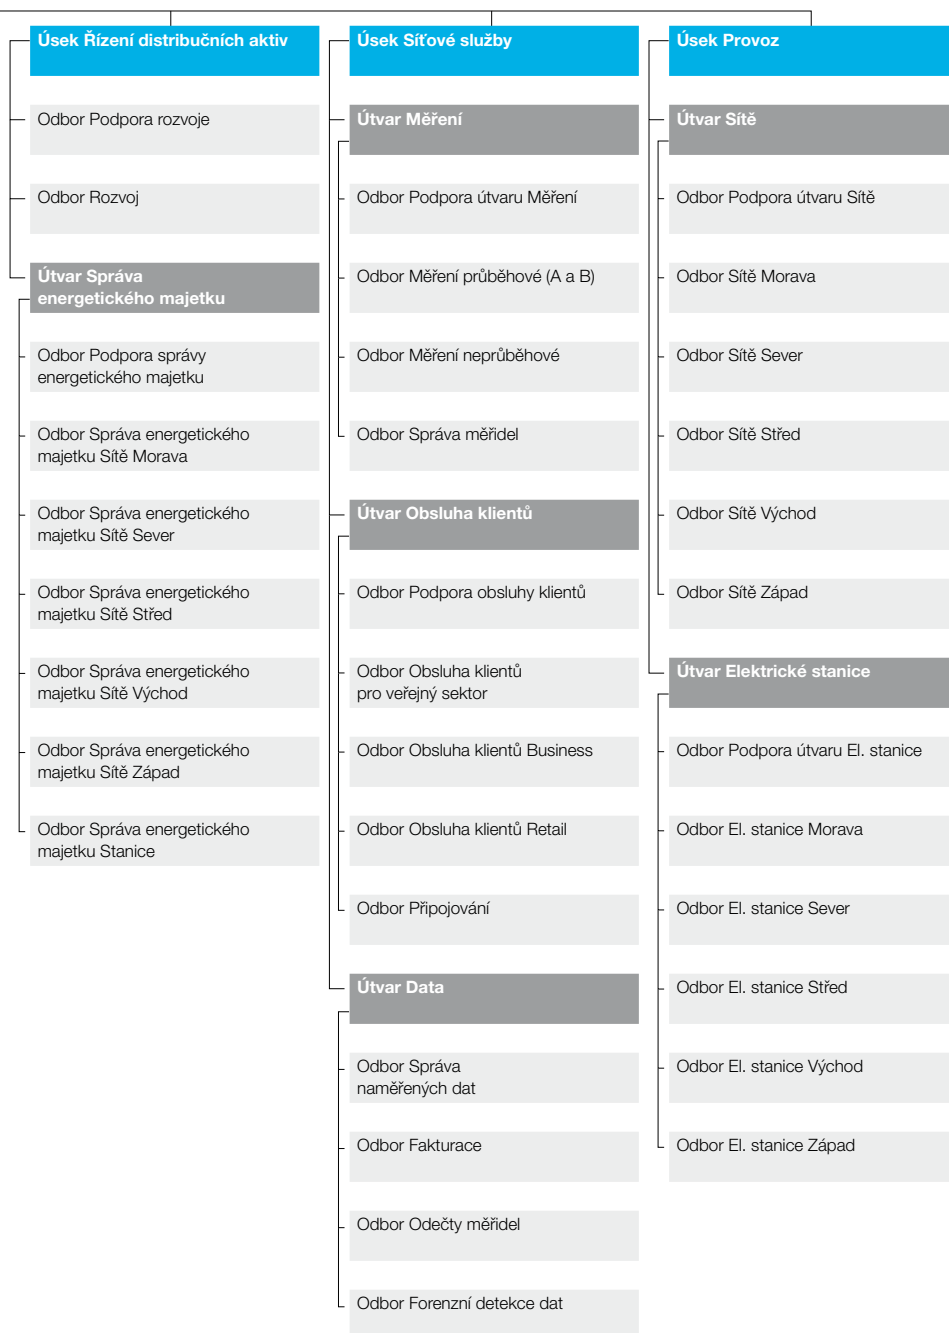 Úsek Řízení distribučních aktiv
Odbor Podpora rozvoje
Odbor Rozvoj
Útvar Správa
energetického majetku
Odbor Podpora správy
energetického majetku
Odbor Správa energetického
majetku Sítě Morava
Odbor Správa energetického
majetku Sítě Sever
Odbor Správa energetického
majetku Sítě Střed
Odbor Správa energetického
majetku Sítě Východ
Odbor Správa energetického
majetku Sítě Západ
Odbor Správa energetického
majetku Stanice
Úsek Síťové služby
Útvar Měření
Odbor Podpora útvaru Měření
Odbor Měření průběhové (A a B)
Odbor Měření neprůběhové
Odbor Správa měřidel
Útvar Obsluha klientů
Odbor Podpora obsluhy klientů
Odbor Obsluha klientů
pro veřejný sektor
Odbor Obsluha klientů Business
Odbor Obsluha klientů Retail
Odbor Připojování
Útvar Data
Odbor Správa
naměřených dat
Odbor Fakturace
Odbor Odečty měřidel
Odbor Forenzní detekce dat
Úsek Provoz
Útvar Sítě
Odbor Podpora útvaru Sítě
Odbor Sítě Morava
Odbor Sítě Sever
Odbor Sítě Střed
Odbor Sítě Východ
Odbor Sítě Západ
Útvar Elektrické stanice
Odbor Podpora útvaru El. stanice
Odbor El. stanice Morava
Odbor El. stanice Sever
Odbor El. stanice Střed
Odbor El. stanice Východ
Odbor El. stanice Západ